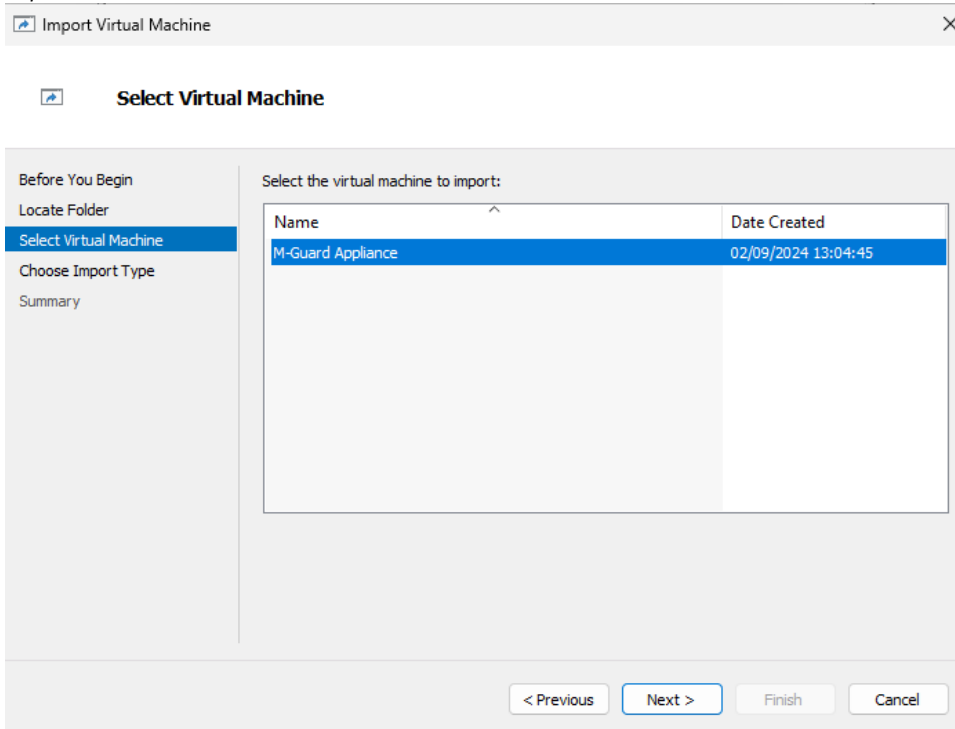 Import Virtual Machine
Select Virtual Machine
Before You Begin
Locate Folder
Select Virtual Machine
Choose Import Type
Summary
Select the virtual machine to import:
Name Date Created
M-Guard Appliance 02/09/2024 13:04:45
< Previous Next > Finish Cancel